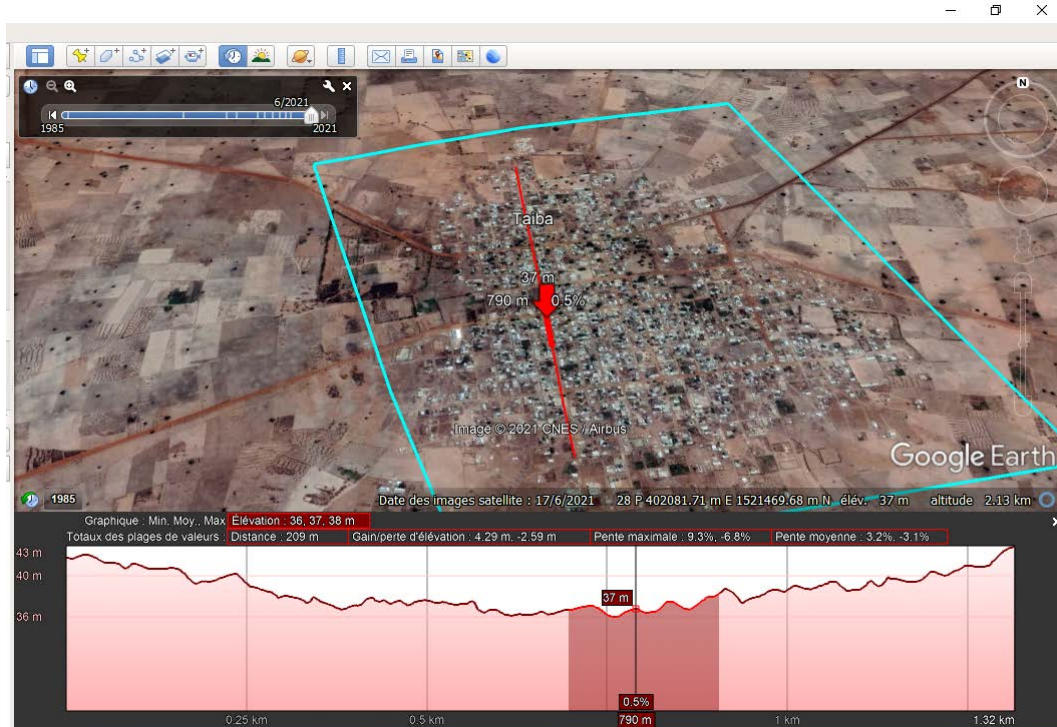 6/2021
1985
2021
N
Taiba
37 m
790 m 0.5%
Image © 2021 CNES / Airbus
Google Earth
1985
Date des images satellite : 17/6/2021 28 P 402081.71 m E 1521469.68 m N élév. 37 m altitude 2.13 km
Graphique : Min. Moy., Max Élévation : 36, 37, 38 m
Totaux des plages de valeurs : Distance : 209 m Gain/perte d'élévation : 4.29 m, -2.59 m Pente maximale : 9.3%, -6.8% Pente moyenne : 3.2%, -3.1%
43 m
40 m
37 m
36 m
0.5%
0.25 km 0.5 km 790 m 1 km 1.32 km